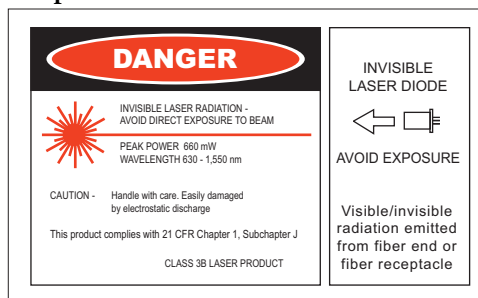 DANGER
INVISIBLE LASER RADIATION -
AVOID DIRECT EXPOSURE TO BEAM
PEAK POWER 660 mW
WAVELENGTH 630 - 1,550 nm
CAUTION - Handle with care. Easily damaged
by electrostatic discharge
This product complies with 21 CFR Chapter 1, Subchapter J
CLASS 3B LASER PRODUCT
INVISIBLE
LASER DIODE
AVOID EXPOSURE
Visible/invisible
radiation emitted
from fiber end or
fiber receptacle